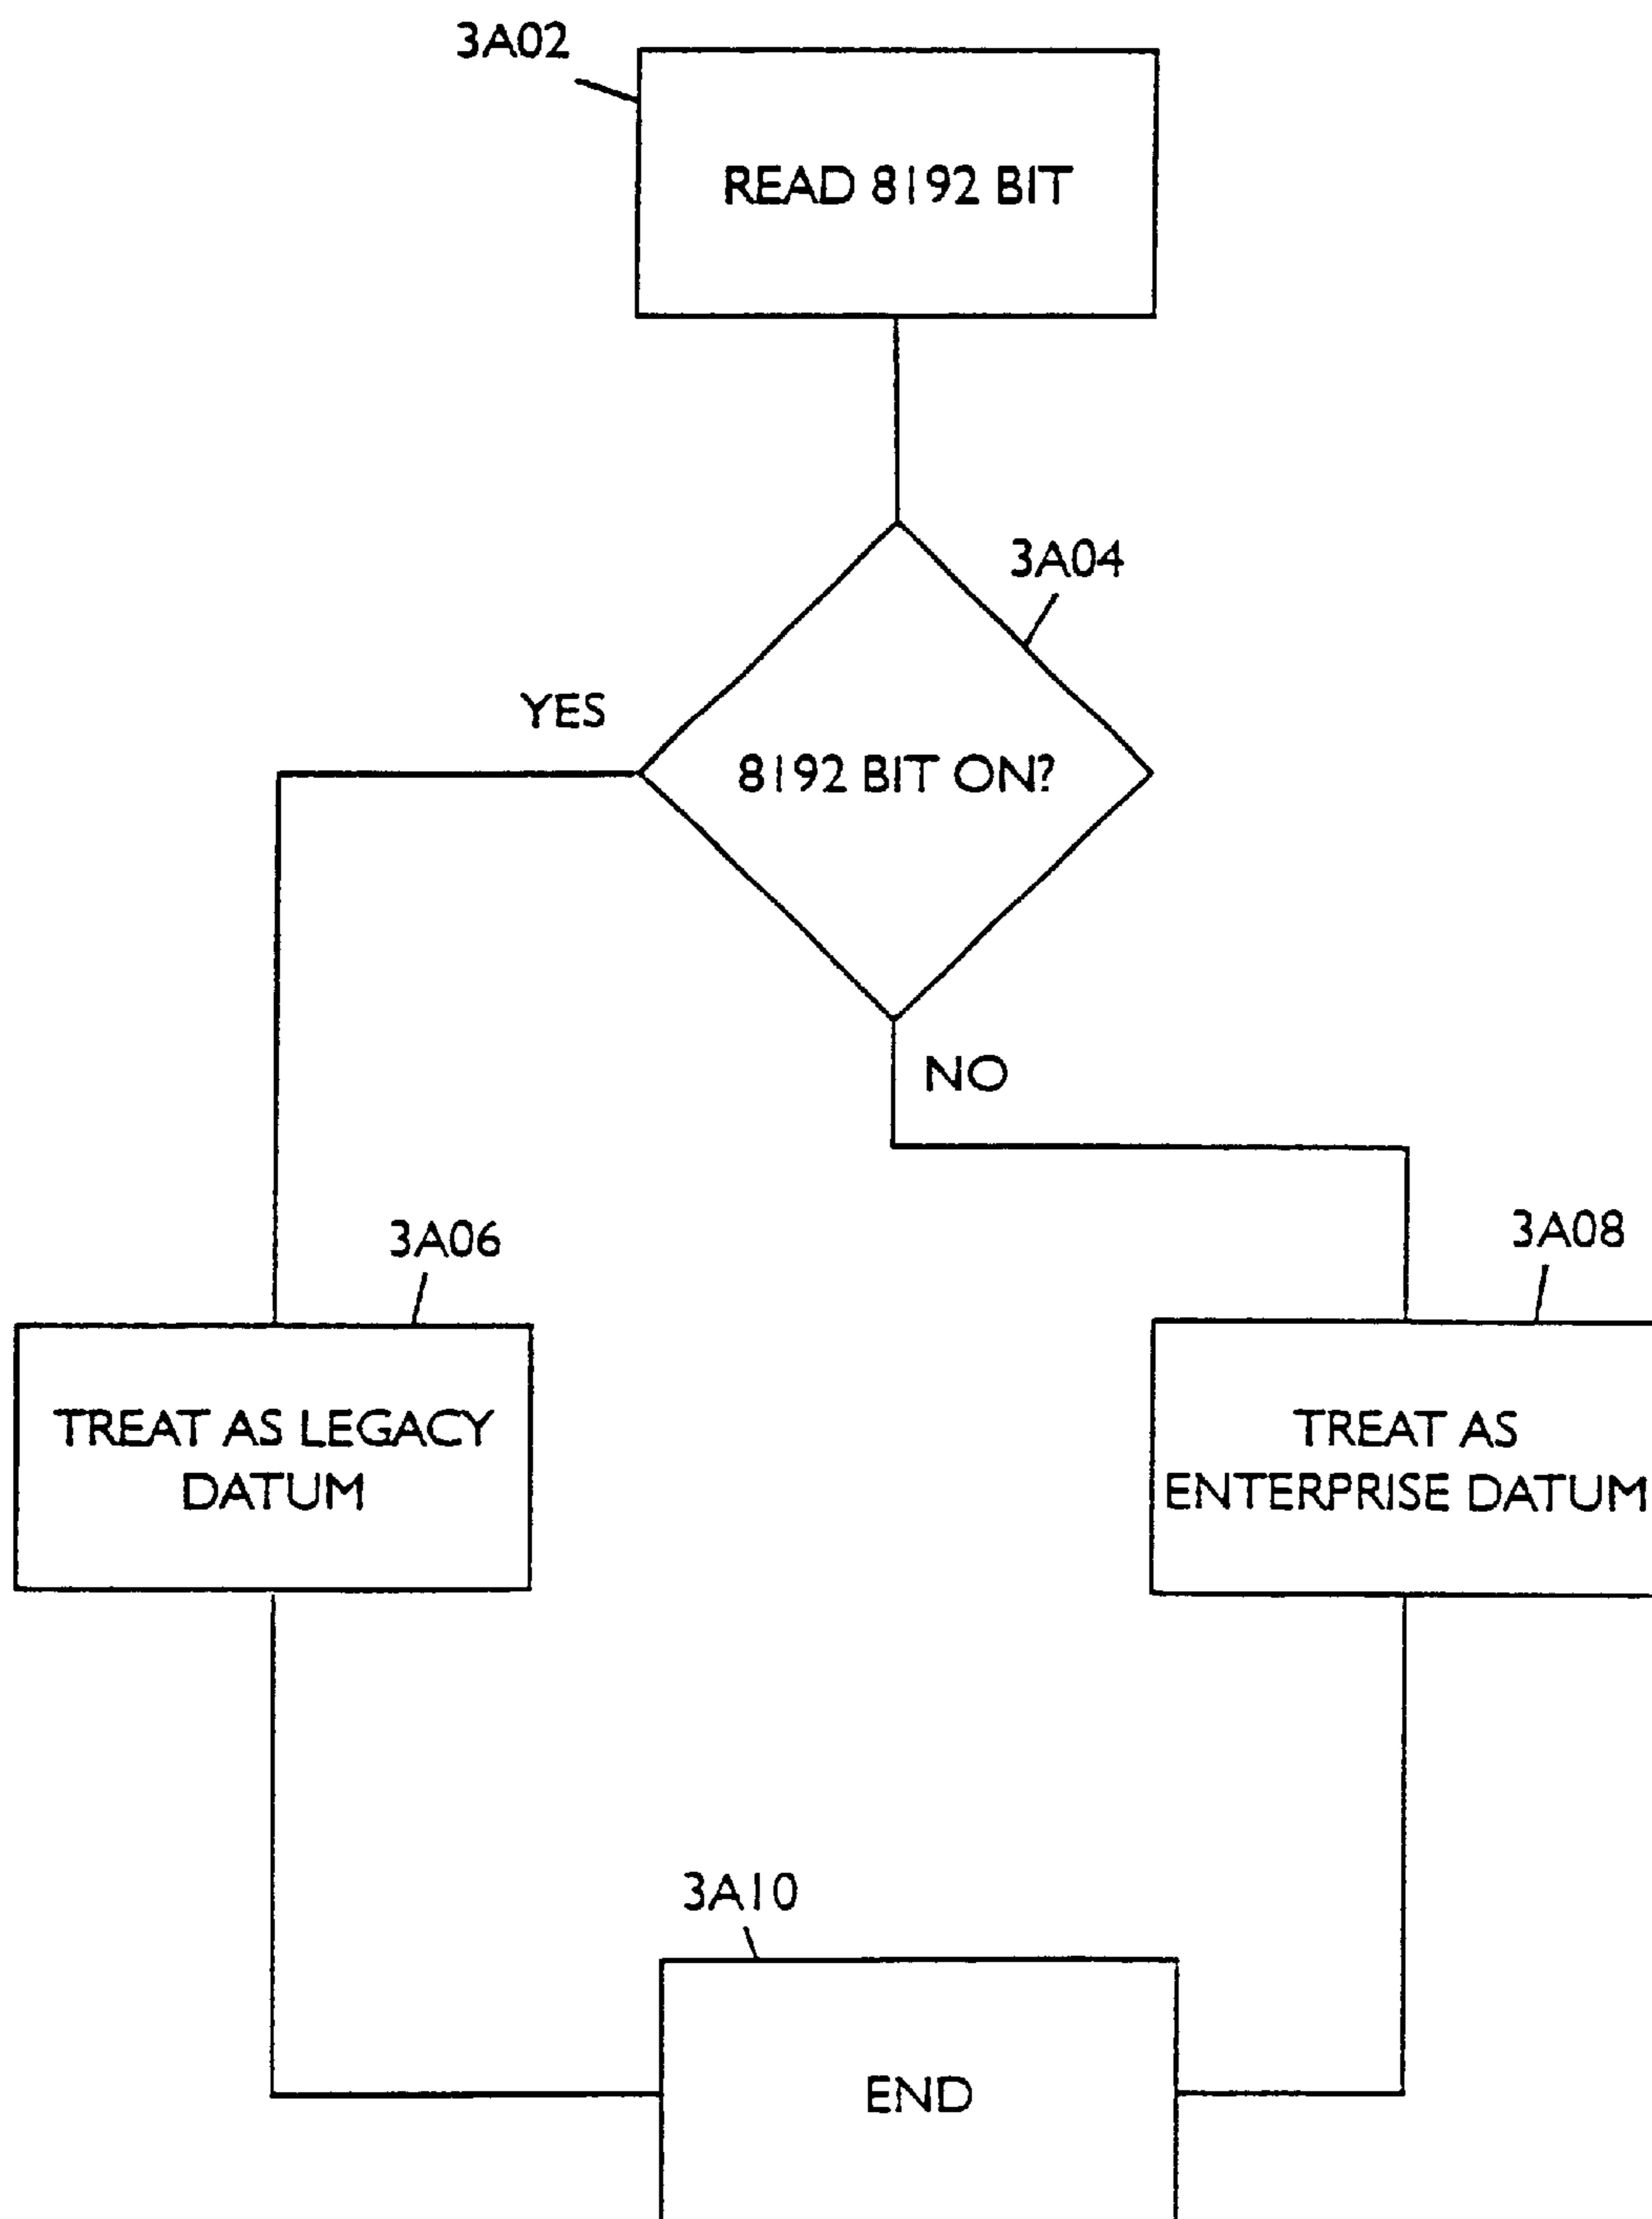 3A02
READ 8192 BIT
3A04
YES
8192 BIT ON?
NO
3A06
3A08
TREAT AS LEGACY
DATUM
TREAT AS
ENTERPRISE DATUM
3A10
END